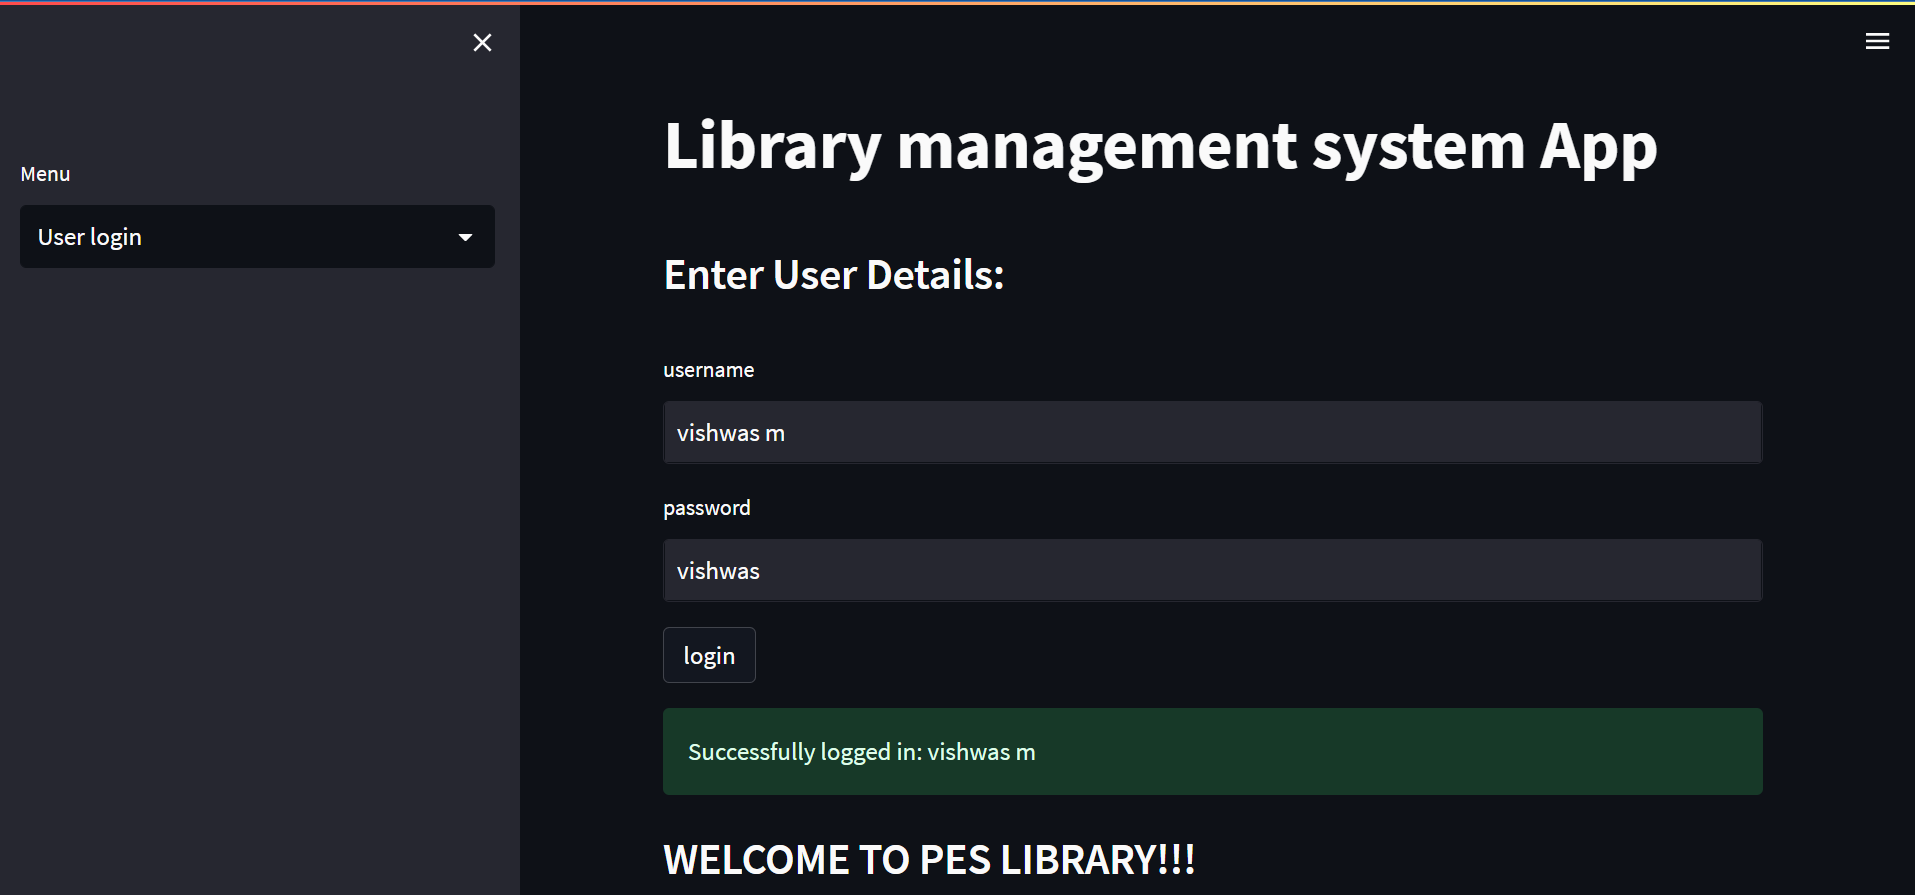 Menu
User login
Library management system App
Enter User Details:
username
vishwas m
password
vishwas
login
Successfully logged in: vishwas m
WELCOME TO PES LIBRARY!!!